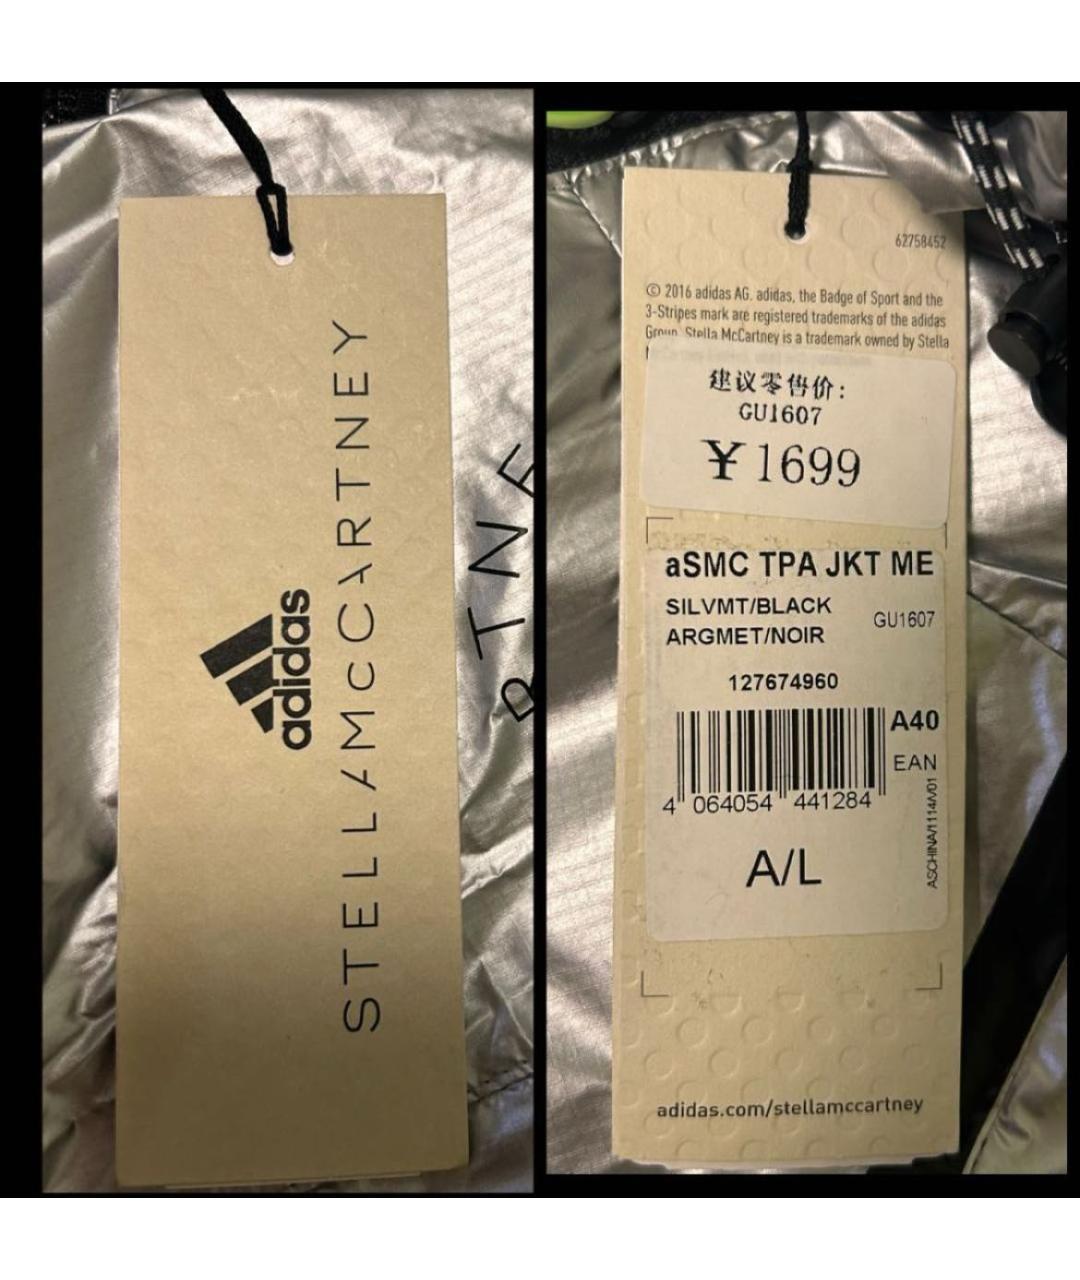 adidas
STELLAMCCARTNEY
RTNE
62758452
© 2016 adidas AG. adidas, the Badge of Sport and the
3-Stripes mark are registered trademarks of the adidas
Group. Stella McCartney is a trademark owned by Stella
建议零售价:
GU1607
¥1699
aSMC TPA JKT ME
SILVMT/BLACK
ARGMET/NOIR
GU1607
127674960
A40
EAN
4 064054 441284
ASCHINA/1114/V01
A/L
adidas.com/stellamccartney